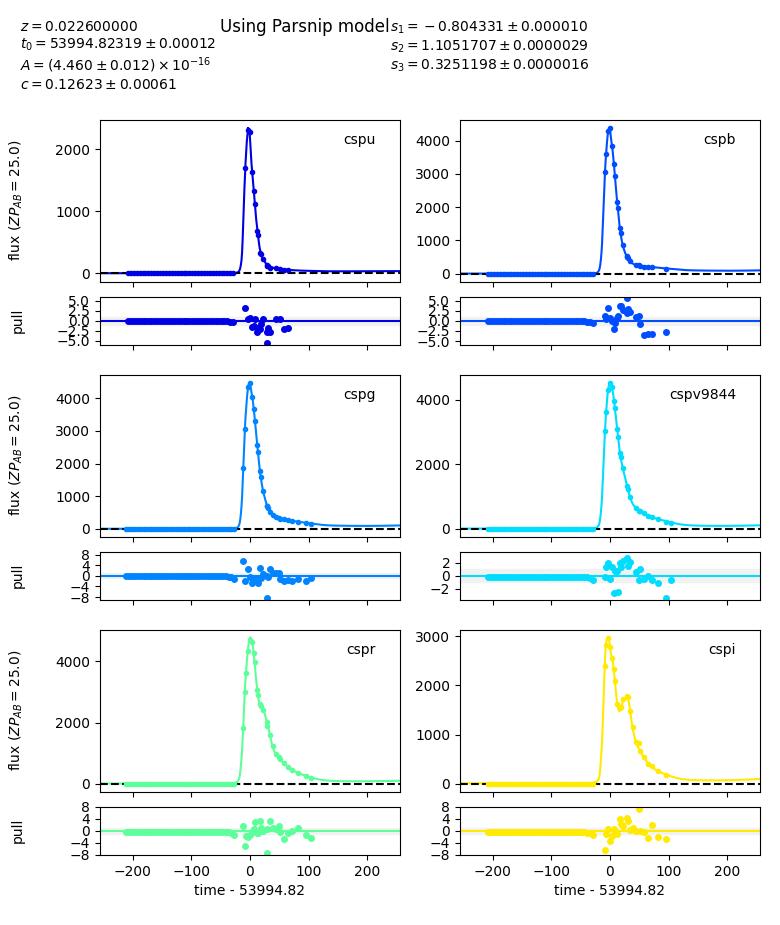 z = 0.022600000
Using Parsnip model
s1 = −0.804331 ± 0.000010
t0 = 53994.82319 ± 0.00012
s2 = 1.1051707 ± 0.0000029
A = (4.460 ± 0.012) × 10^−16
s3 = 0.3251198 ± 0.0000016
c = 0.12623 ± 0.00061
flux (ZP_AB = 25.0)
2000
1000
0
cspu
4000
3000
2000
1000
0
cspb
pull
5.0
2.5
0.0
−2.5
−5.0
5.0
2.5
0.0
−2.5
−5.0
flux (ZP_AB = 25.0)
4000
3000
2000
1000
0
cspg
4000
2000
0
cspv9844
pull
8
4
0
−4
−8
2
0
−2
flux (ZP_AB = 25.0)
4000
2000
0
cspr
3000
2000
1000
0
cspi
pull
8
4
0
−4
−8
8
4
0
−4
−8
−200 −100 0 100 200
−200 −100 0 100 200
time - 53994.82
time - 53994.82